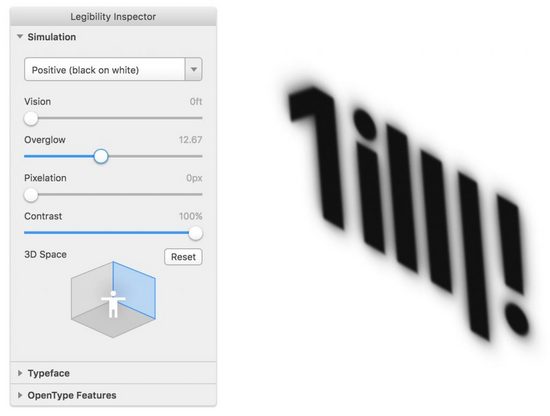 Legibility Inspector
Simulation
Positive (black on white)
Vision 0ft
Overglow 12.67
Pixelation 0px
Contrast 100%
3D Space Reset
Typeface
OpenType Features